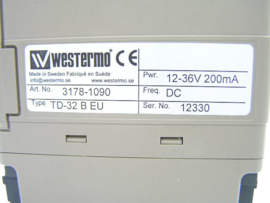 Westermo CE
Made in Sweden Fabriqué en Suède
info@westermo.se westermo.se
Art. No. 3178-1090
Type TD-32 B EU
Pwr. 12-36V 200mA
Freq. DC
Ser. No. 12330